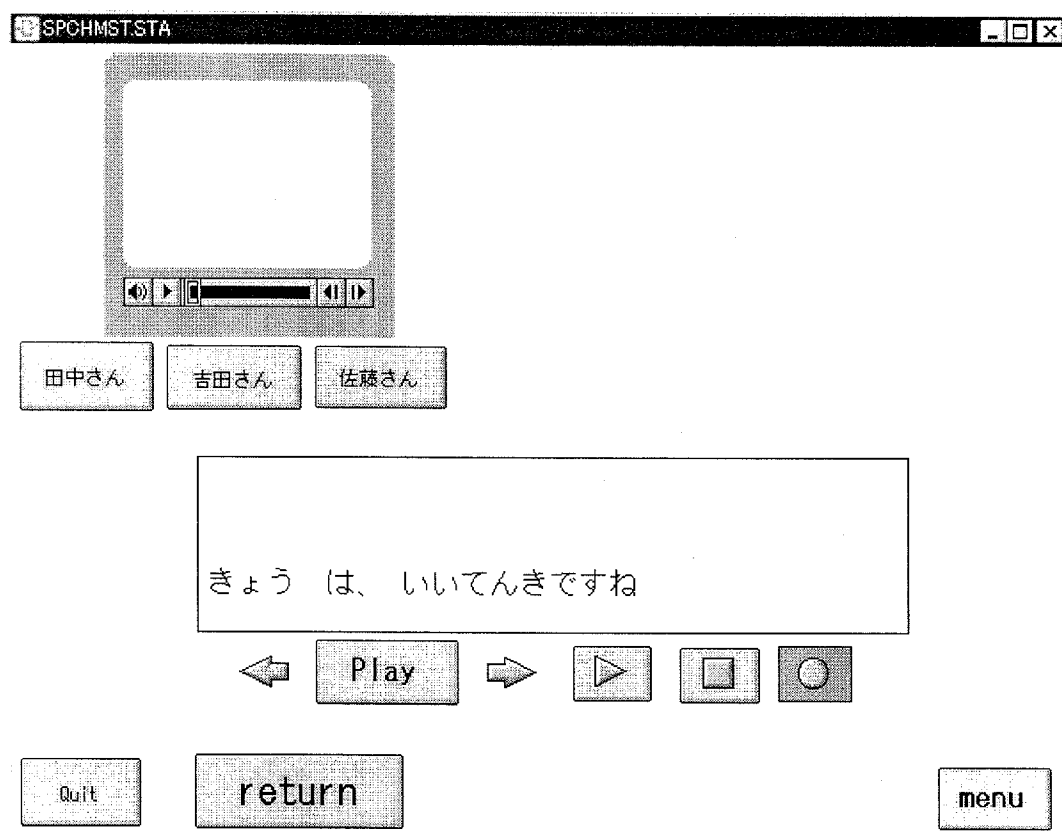 SPCHMST.STA
田中さん
吉田さん
佐藤さん
きょう　は、　いいてんきですね
Play
Quit
return
menu